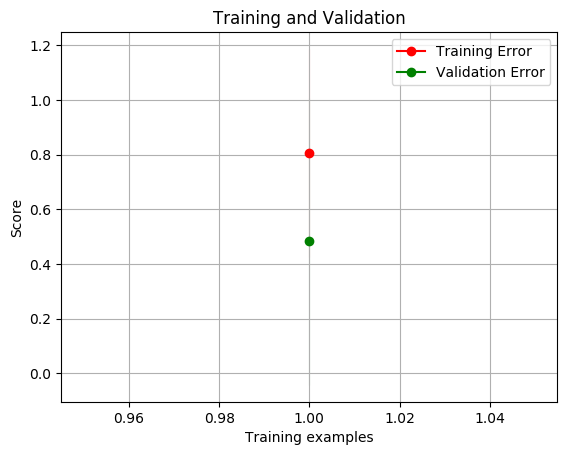 Training and Validation
Training Error
Validation Error
1.2
1.0
0.8
0.6
0.4
0.2
0.0
Score
0.96
0.98
1.00
1.02
1.04
Training examples